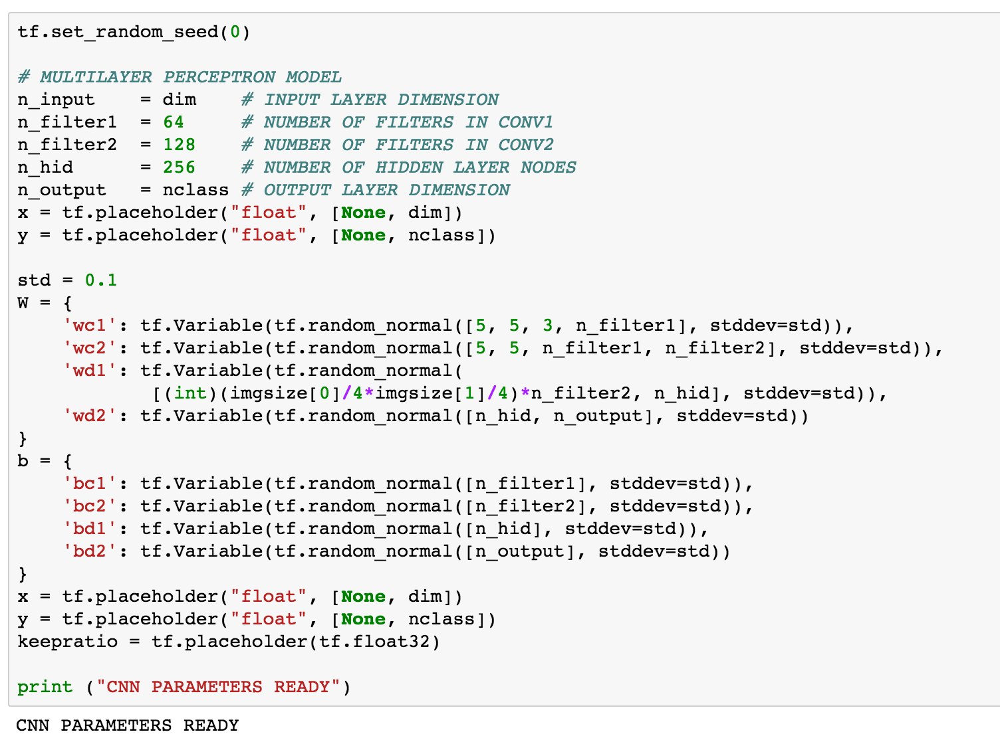 tf.set_random_seed(0)
# MULTILAYER PERCEPTRON MODEL
n_input    = dim    # INPUT LAYER DIMENSION
n_filter1  = 64     # NUMBER OF FILTERS IN CONV1
n_filter2  = 128    # NUMBER OF FILTERS IN CONV2
n_hid      = 256    # NUMBER OF HIDDEN LAYER NODES
n_output   = nclass # OUTPUT LAYER DIMENSION
x = tf.placeholder("float", [None, dim])
y = tf.placeholder("float", [None, nclass])
std = 0.1
W = {
    'wc1': tf.Variable(tf.random_normal([5, 5, 3, n_filter1], stddev=std)),
    'wc2': tf.Variable(tf.random_normal([5, 5, n_filter1, n_filter2], stddev=std)),
    'wd1': tf.Variable(tf.random_normal(
            [(int)(imgsize[0]/4*imgsize[1]/4)*n_filter2, n_hid], stddev=std)),
    'wd2': tf.Variable(tf.random_normal([n_hid, n_output], stddev=std))
}
b = {
    'bc1': tf.Variable(tf.random_normal([n_filter1], stddev=std)),
    'bc2': tf.Variable(tf.random_normal([n_filter2], stddev=std)),
    'bd1': tf.Variable(tf.random_normal([n_hid], stddev=std)),
    'bd2': tf.Variable(tf.random_normal([n_output], stddev=std))
}
x = tf.placeholder("float", [None, dim])
y = tf.placeholder("float", [None, nclass])
keepratio = tf.placeholder(tf.float32)
print ("CNN PARAMETERS READY")
CNN PARAMETERS READY